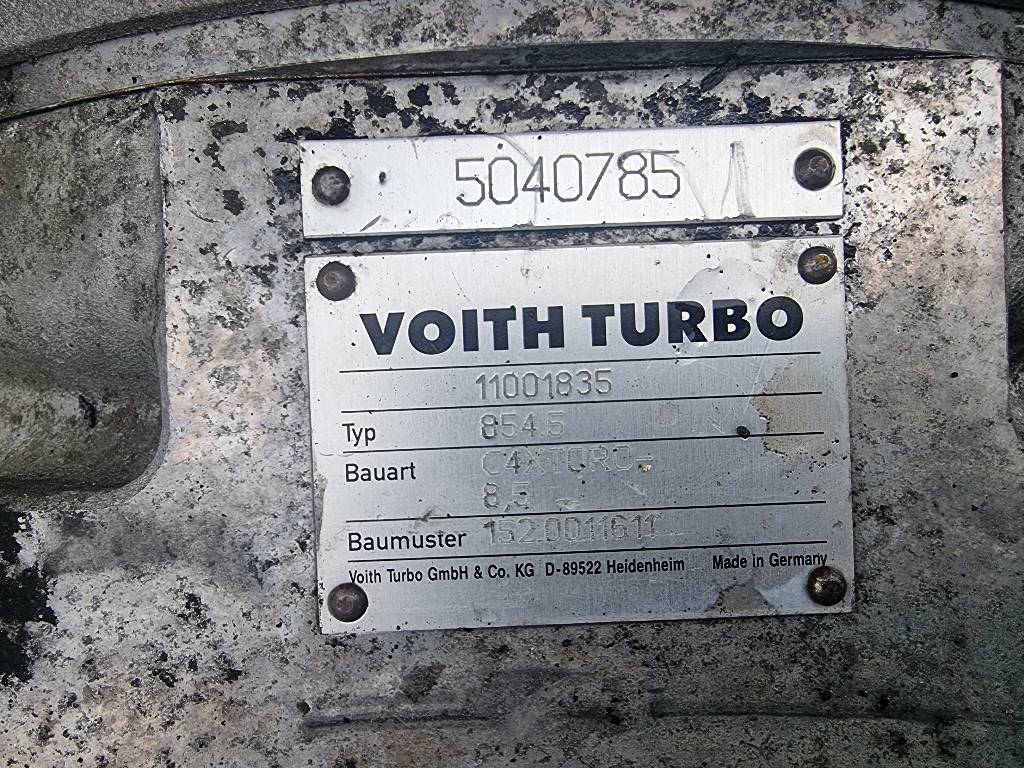 5040785
VOITH TURBO
11001835
Typ 854.5
Bauart C4XTORO-
8,5
Baumuster 152.0011611
Voith Turbo GmbH & Co. KG D-89522 Heidenheim Made in Germany